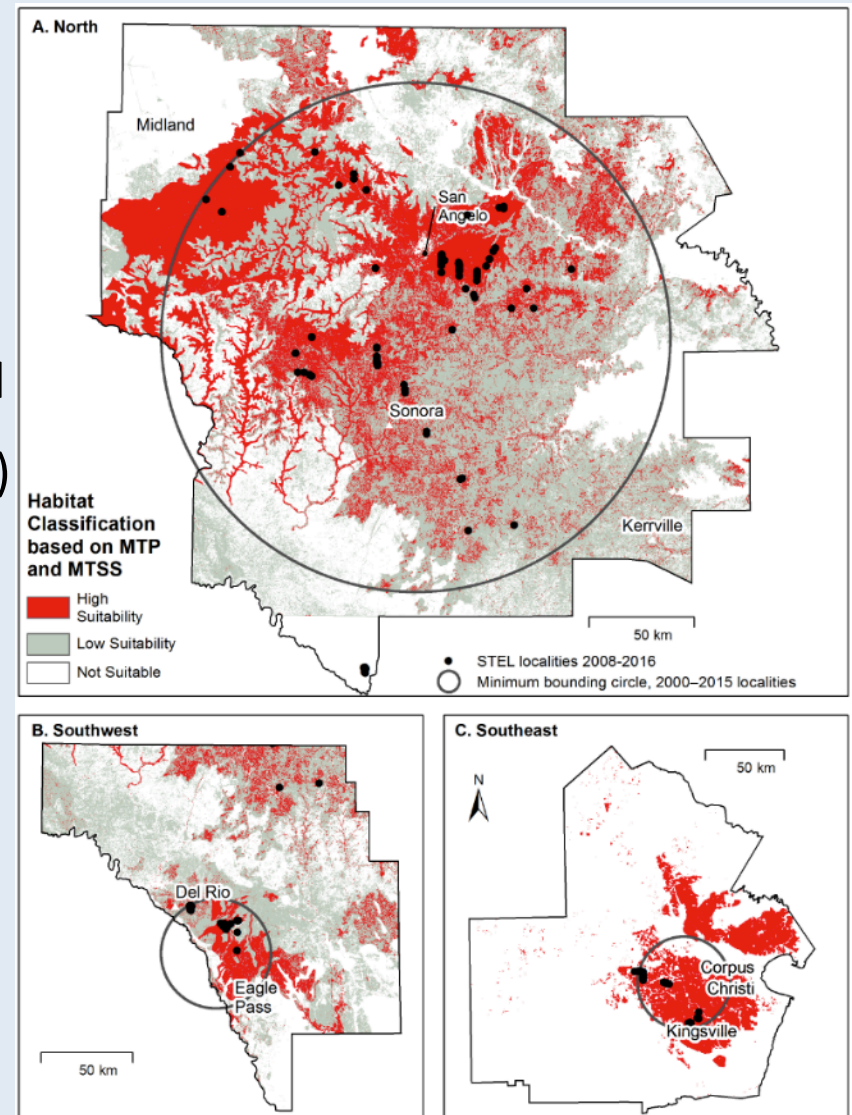 A. North
Midland
San
Angelo
Sonora
Kerrville
)
Habitat
Classification
based on MTP
and MTSS
High
Suitability
Low Suitability
Not Suitable
50 km
STEL localities 2008-2016
Minimum bounding circle, 2000–2015 localities
B. Southwest
Del Rio
Eagle
Pass
50 km
C. Southeast
50 km
N
Corpus
Christi
Kingsville